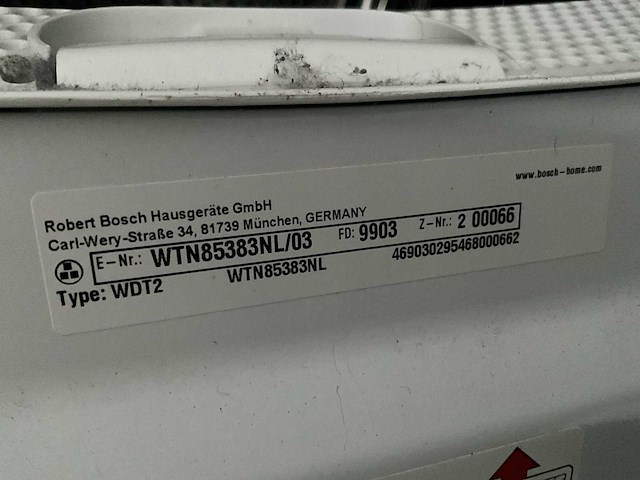 www.bosch-home.com
Robert Bosch Hausgeräte GmbH
Carl-Wery-Straße 34, 81739 München, GERMANY
E-Nr.: WTN85383NL/03 FD: 9903 Z-Nr.: 2 00066
Type: WDT2 WTN85383NL 469030295468000662